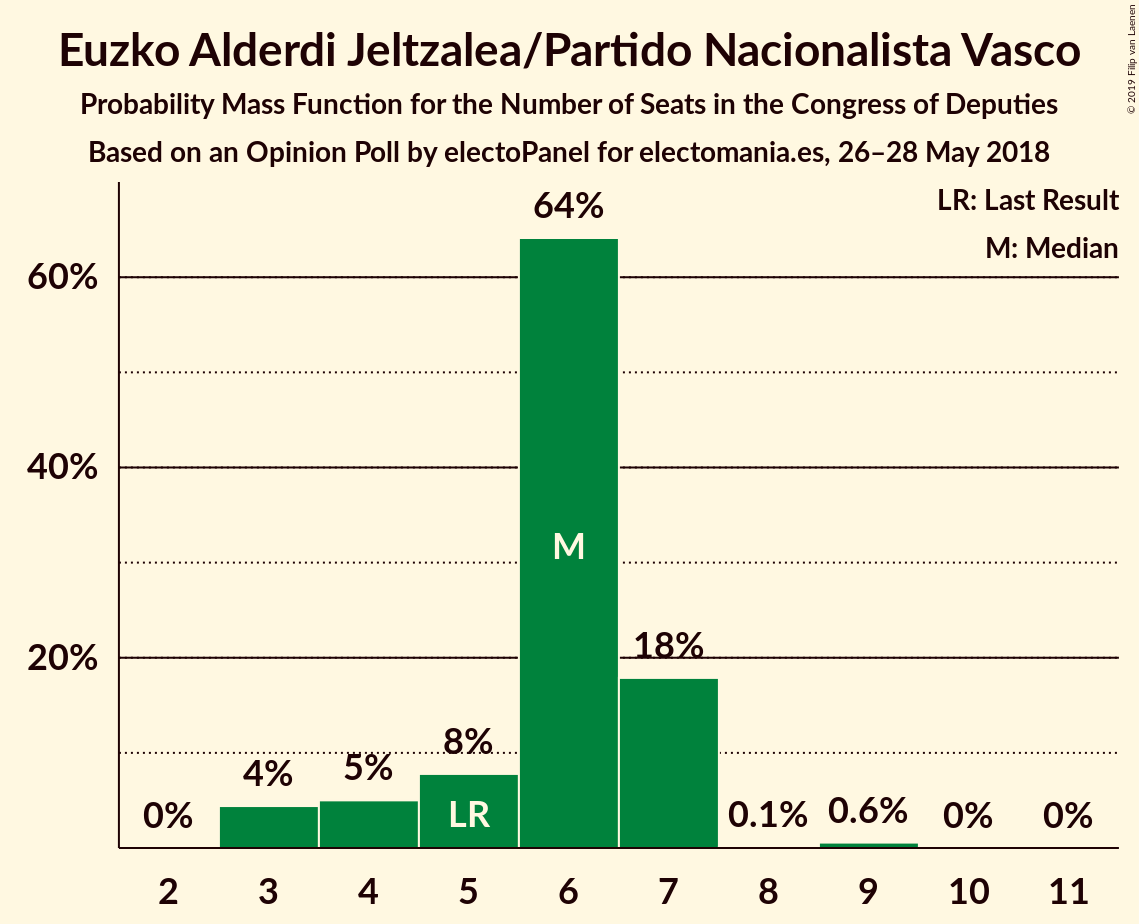 Euzko Alderdi Jeltzalea/Partido Nacionalista Vasco
Probability Mass Function for the Number of Seats in the Congress of Deputies
Based on an Opinion Poll by electoPanel for electomania.es, 26–28 May 2018
© 2019 Filip van Laenen
LR: Last Result
M: Median
60%
40%
20%
0%
4%
5%
8%
64%
18%
0.1%
0.6%
0%
0%
LR
M
2 3 4 5 6 7 8 9 10 11